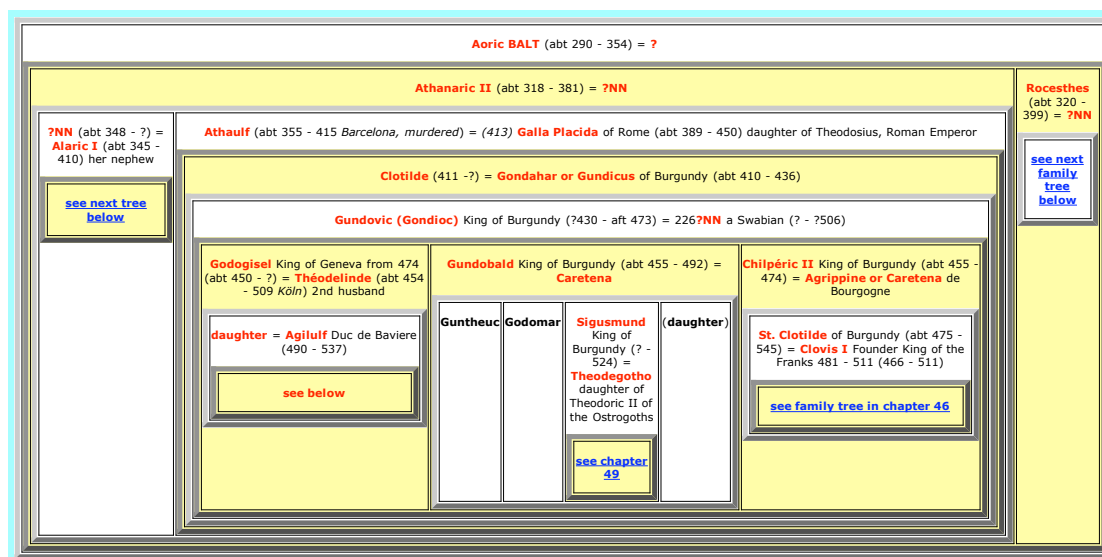 Aoric BALT (abt 290 - 354) = ?
Athanaric II (abt 318 - 381) = ?NN
Rocesthes
(abt 320 -
399) = ?NN
see next
family
tree
below
?NN (abt 348 - ?) =
Alaric I (abt 345 -
410) her nephew
see next tree
below
Athaulf (abt 355 - 415 Barcelona, murdered) = (413) Galla Placida of Rome (abt 389 - 450) daughter of Theodosius, Roman Emperor
Clotilde (411 -?) = Gondahar or Gundicus of Burgundy (abt 410 - 436)
Gundovic (Gondioc) King of Burgundy (?430 - aft 473) = 226?NN a Swabian (? - ?506)
Godogisel King of Geneva from 474
(abt 450 - ?) = Théodelinde (abt 454
- 509 Köln) 2nd husband
daughter = Agilulf Duc de Baviere
(490 - 537)
see below
Gundobald King of Burgundy (abt 455 - 492) =
Caretena
Guntheuc
Godomar
Sigusmund
King of
Burgundy (? -
524) =
Theodegotho
daughter of
Theodoric II of
the Ostrogoths
see chapter
49
(daughter)
Chilpéric II King of Burgundy (abt 455 -
474) = Agrippine or Caretena de
Bourgogne
St. Clotilde of Burgundy (abt 475 -
545) = Clovis I Founder King of the
Franks 481 - 511 (466 - 511)
see family tree in chapter 46